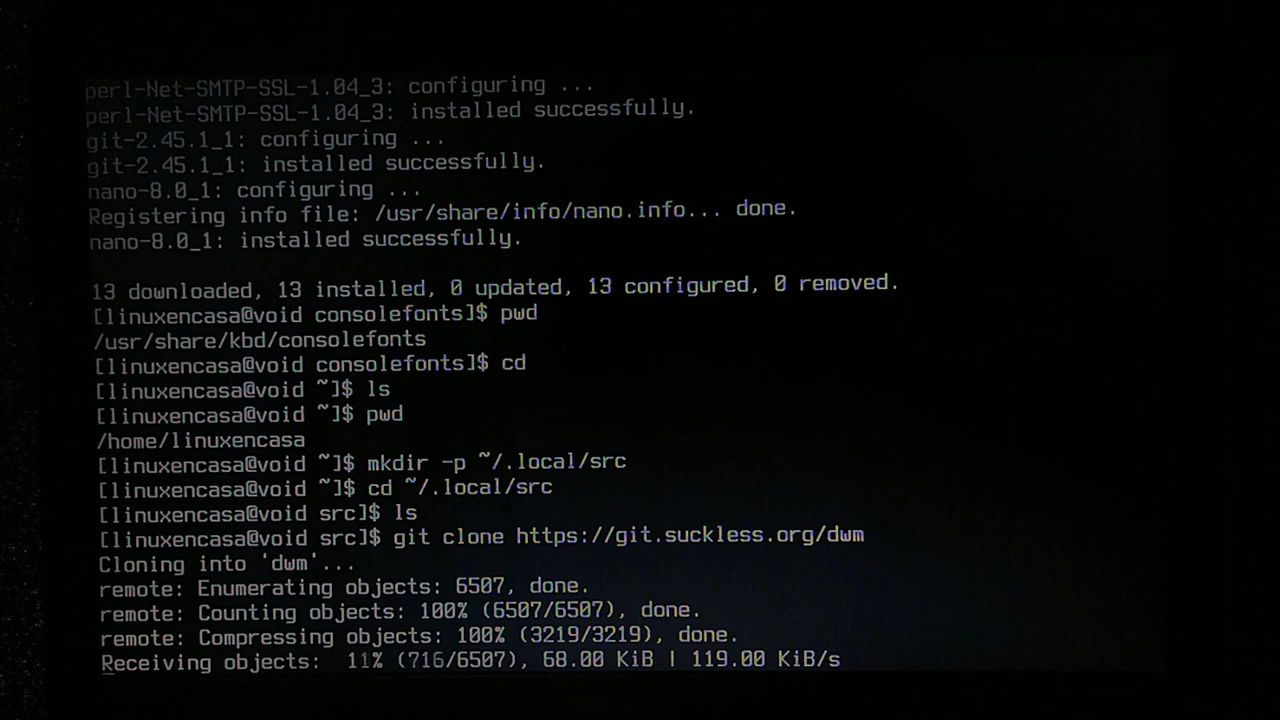 perl-Net-SMTP-SSL-1.04_3: configuring ...
perl-Net-SMTP-SSL-1.04_3: installed successfully.
git-2.45.1_1: configuring ...
git-2.45.1_1: installed successfully.
nano-8.0_1: configuring ...
Registering info file: /usr/share/info/nano.info... done.
nano-8.0_1: installed successfully.
13 downloaded, 13 installed, 0 updated, 13 configured, 0 removed.
[linuxencasa@void consolefonts]$ pwd
/usr/share/kbd/consolefonts
[linuxencasa@void consolefonts]$ cd
[linuxencasa@void ~]$ ls
[linuxencasa@void ~]$ pwd
/home/linuxencasa
[linuxencasa@void ~]$ mkdir -p ~/.local/src
[linuxencasa@void ~]$ cd ~/.local/src
[linuxencasa@void src]$ ls
[linuxencasa@void src]$ git clone https://git.suckless.org/dwm
Cloning into 'dwm'...
remote: Enumerating objects: 6507, done.
remote: Counting objects: 100% (6507/6507), done.
remote: Compressing objects: 100% (3219/3219), done.
Receiving objects:  11% (716/6507), 68.00 KiB | 119.00 KiB/s